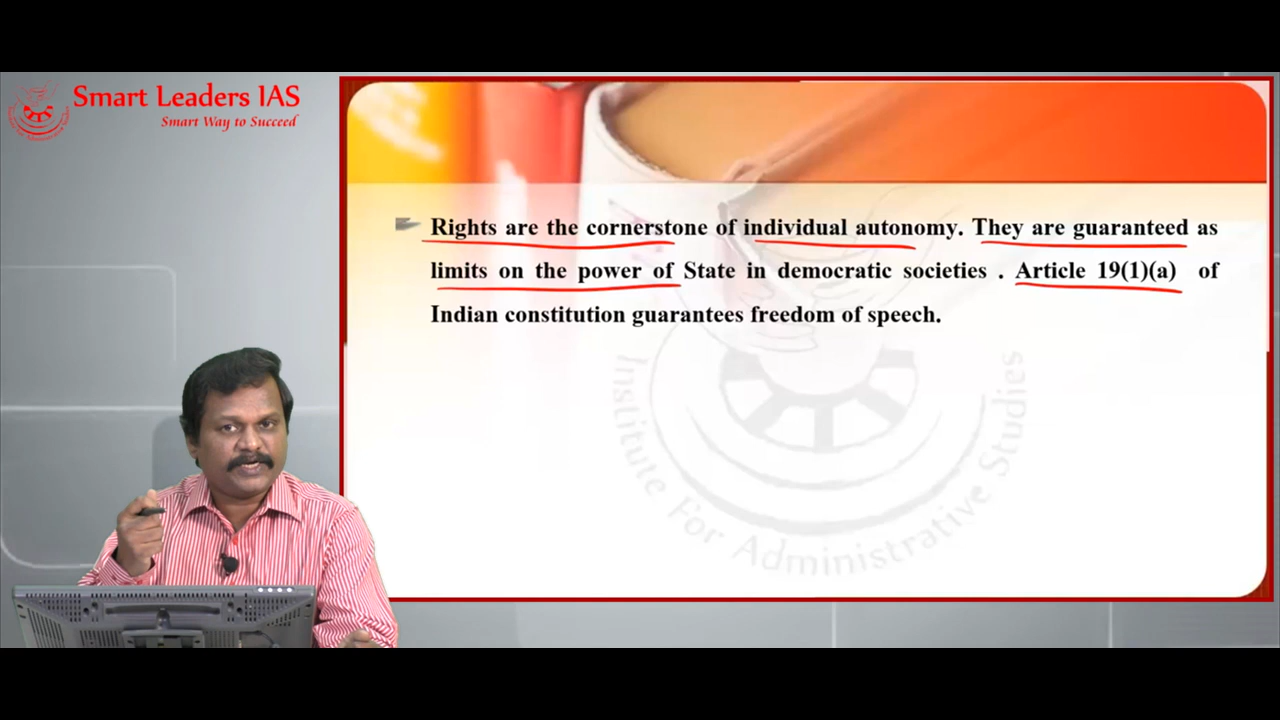 Smart Leaders IAS
Smart Way to Succeed
Rights are the cornerstone of individual autonomy. They are guaranteed as
limits on the power of State in democratic societies . Article 19(1)(a) of
Indian constitution guarantees freedom of speech.
Institute For Administrative Studies